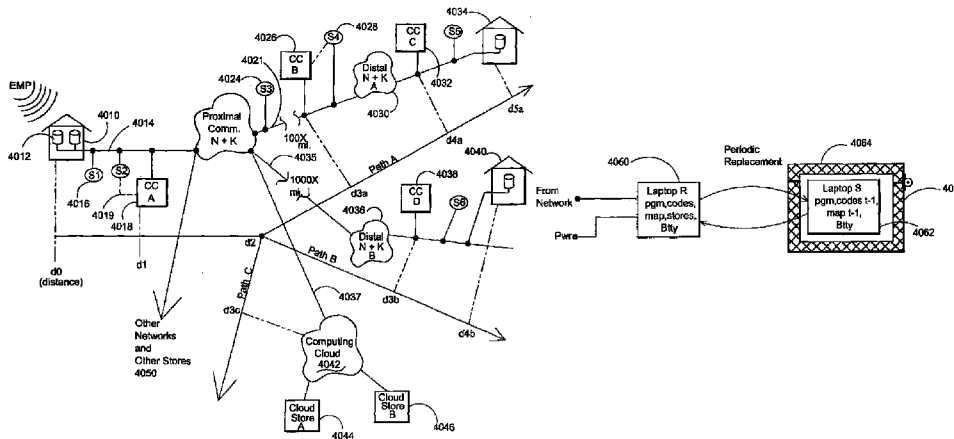 EMP
4010
4012
4014
S1
4016
S2
4019
CC
A
4018
Proximal
Comm.
N + K
4024
S3
4021
4026
CC
B
100X
mi.
S4
4028
Distal
N + K
A
4030
CC
C
4032
S5
4034
d5a
d4a
d3a
Path A
4035
1000X
mi.
4036
Distal
N + K
B
CC
D
4038
S6
4040
d0
(distance)
d1
d2
Path B
d3b
d4b
Path C
d3c
4037
Other
Networks
and
Other Stores
4050
Computing
Cloud
4042
Cloud
Store
A
4044
Cloud
Store
B
4046
From
Network
Pwra
4060
Laptop R
pgm,codes,
map,stores,
Btty
Periodic
Replacement
4064
Laptop S
pgm,codes t-1,
map t-1,
Btty
4062